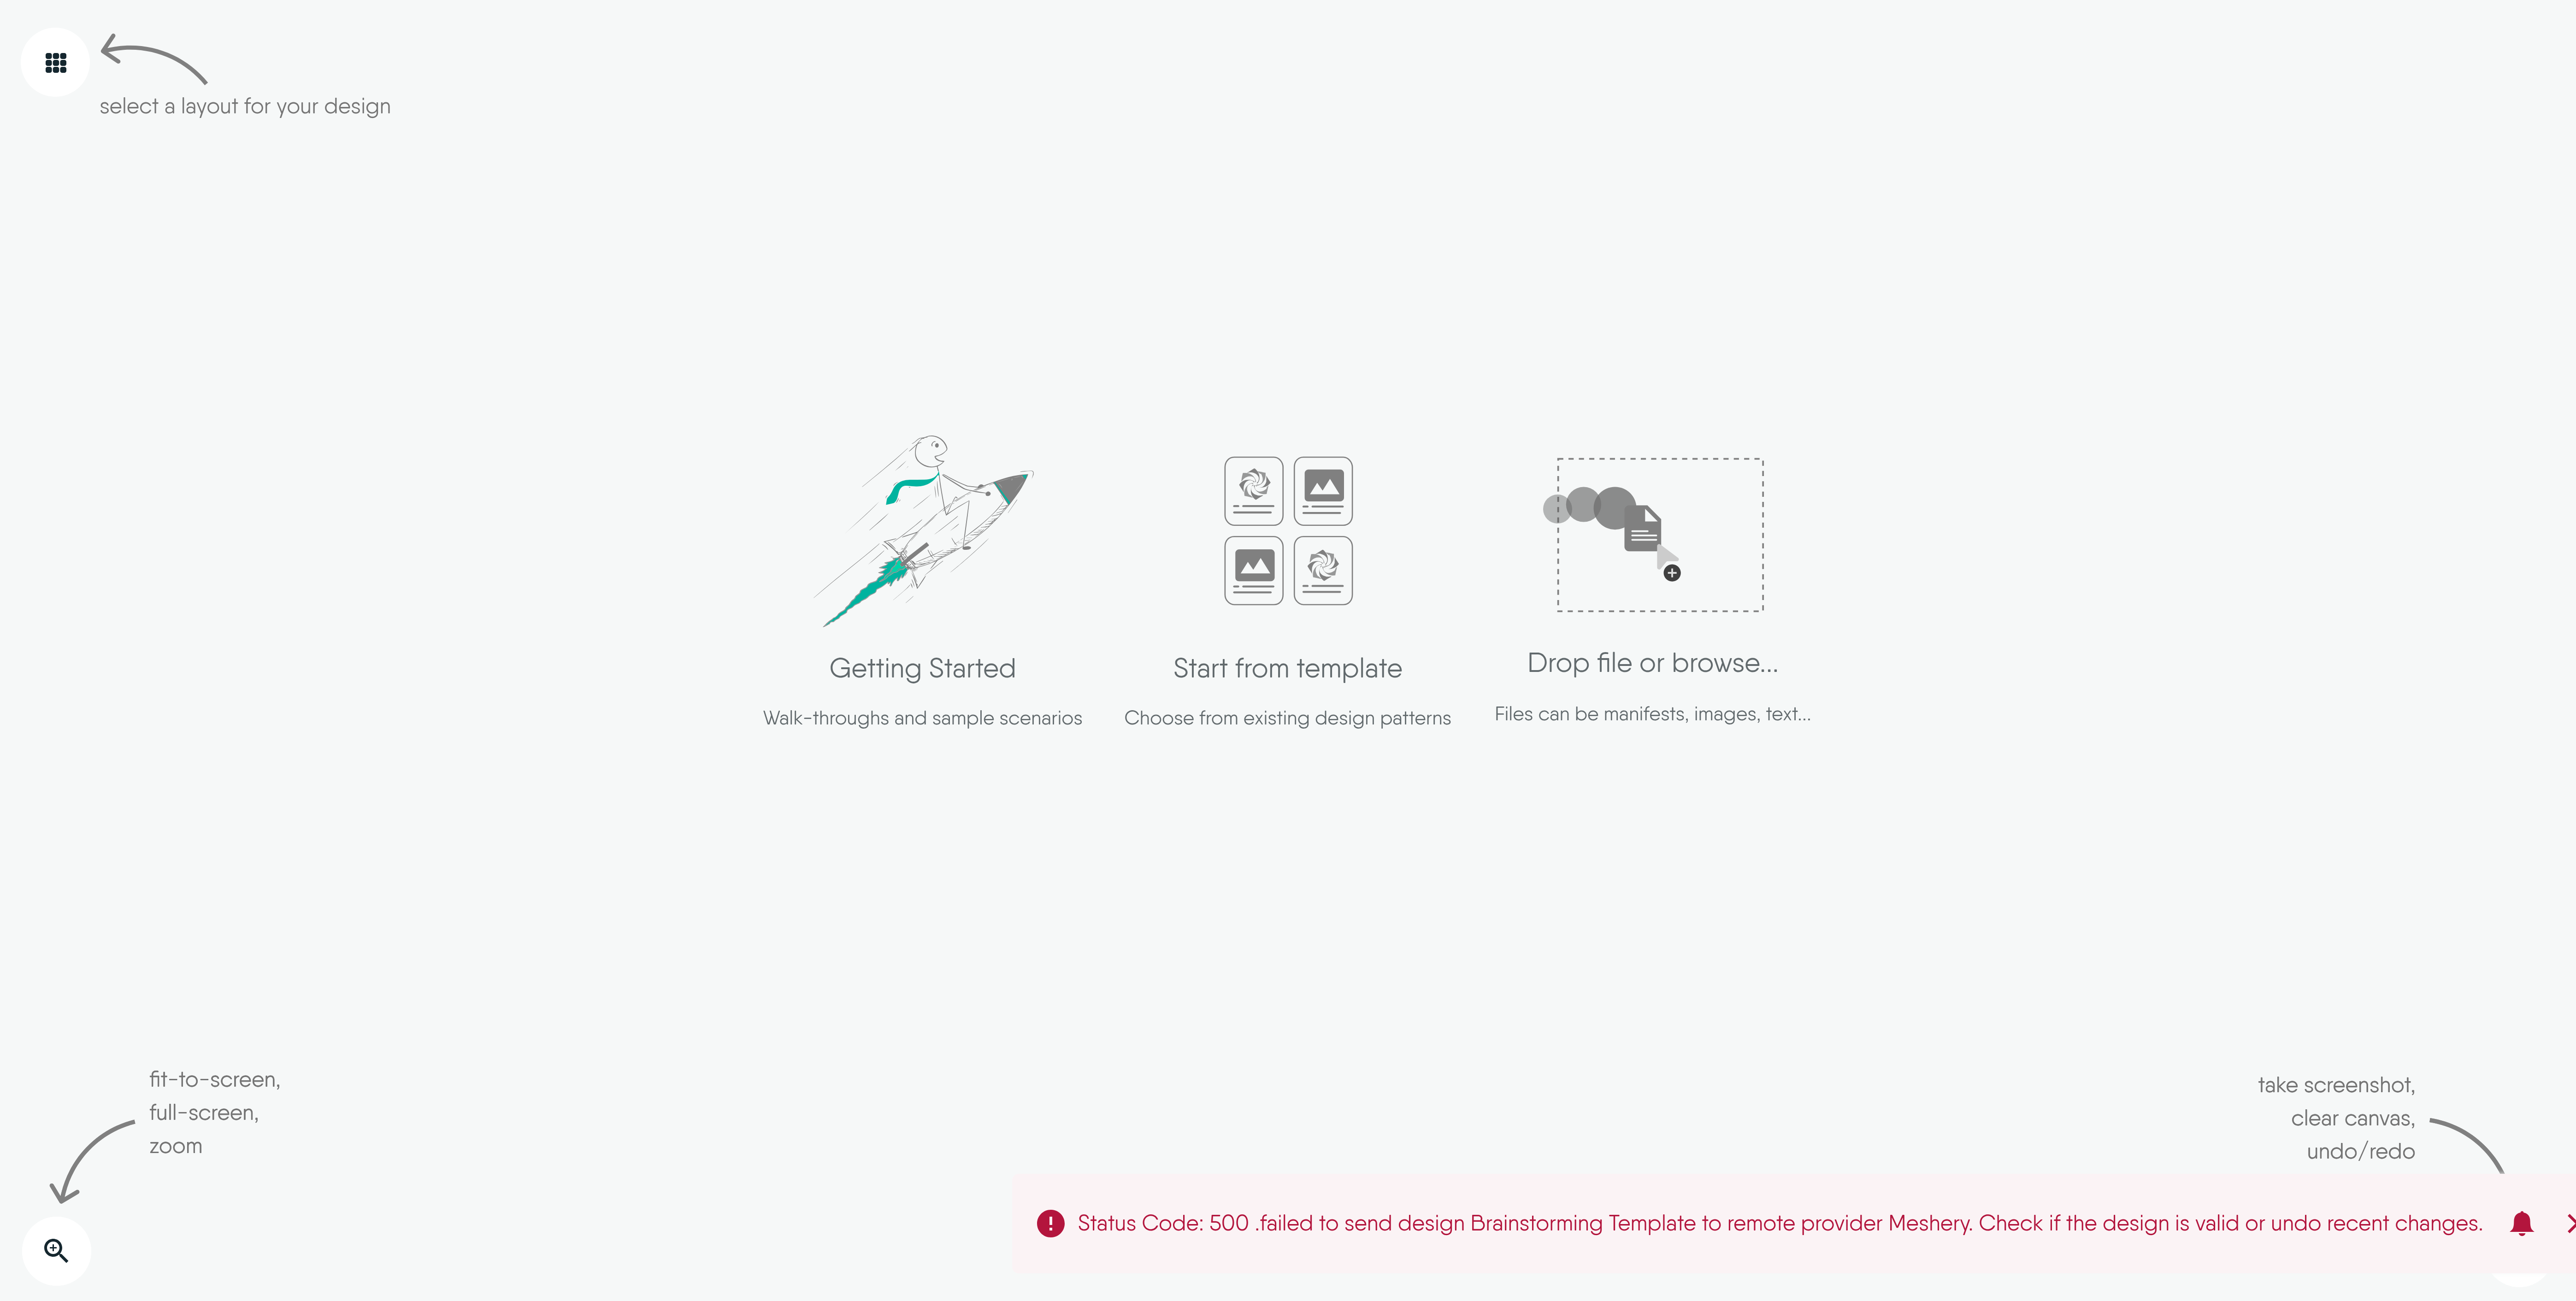 select a layout for your design
Getting Started
Walk-throughs and sample scenarios
Start from template
Choose from existing design patterns
Drop file or browse...
Files can be manifests, images, text...
fit-to-screen,
full-screen,
zoom
take screenshot,
clear canvas,
undo/redo
Status Code: 500 .failed to send design Brainstorming Template to remote provider Meshery. Check if the design is valid or undo recent changes.